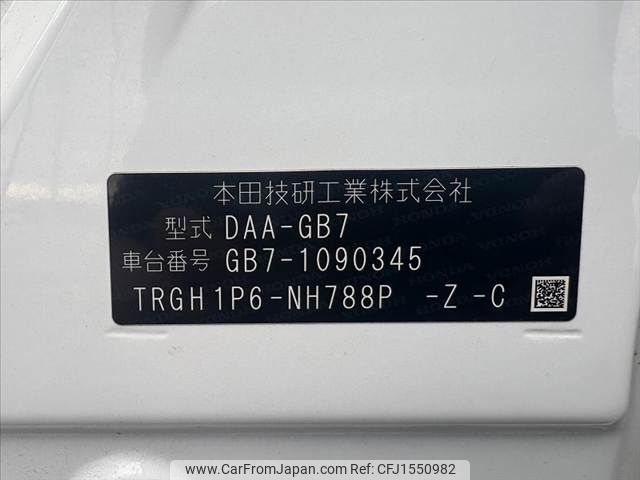 本田技研工業株式会社
型式 DAA-GB7
車台番号 GB7-1090345
TRGH1P6-NH788P -Z-C
www.CarFromJapan.com - CFJ1550982